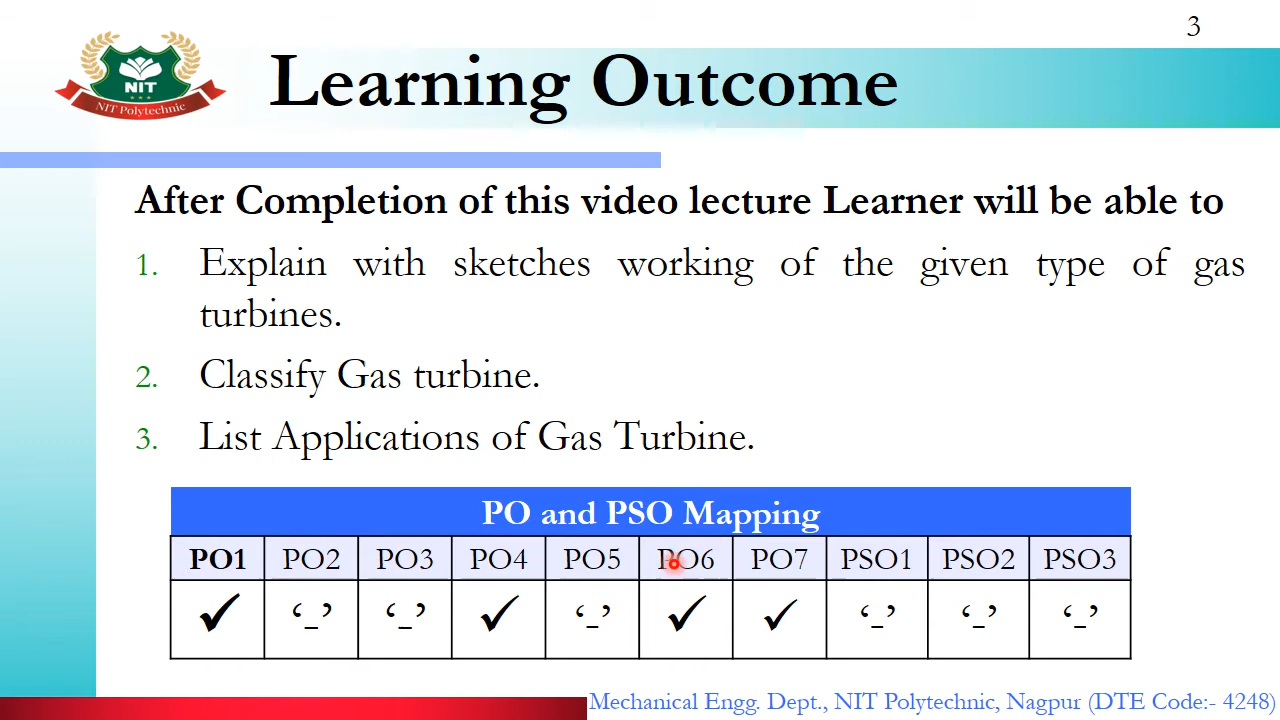 3
NIT
NIT Polytechnic
Learning Outcome
After Completion of this video lecture Learner will be able to
1. Explain with sketches working of the given type of gas
turbines.
2. Classify Gas turbine.
3. List Applications of Gas Turbine.
PO and PSO Mapping
PO1 PO2 PO3 PO4 PO5 PO6 PO7 PSO1 PSO2 PSO3
✓ ‘-’ ‘-’ ✓ ‘-’ ✓ ✓ ‘-’ ‘-’ ‘-’
Mechanical Engg. Dept., NIT Polytechnic, Nagpur (DTE Code:- 4248)